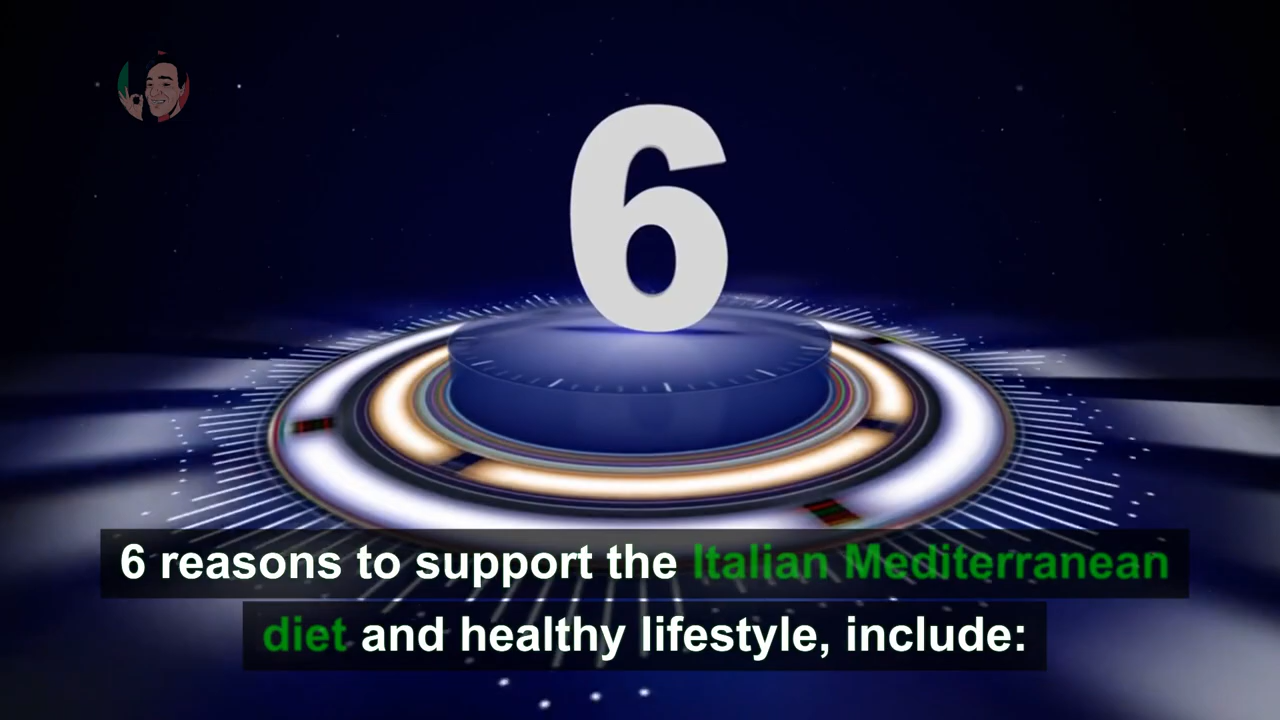 6
6 reasons to support the Italian Mediterranean
diet and healthy lifestyle, include: